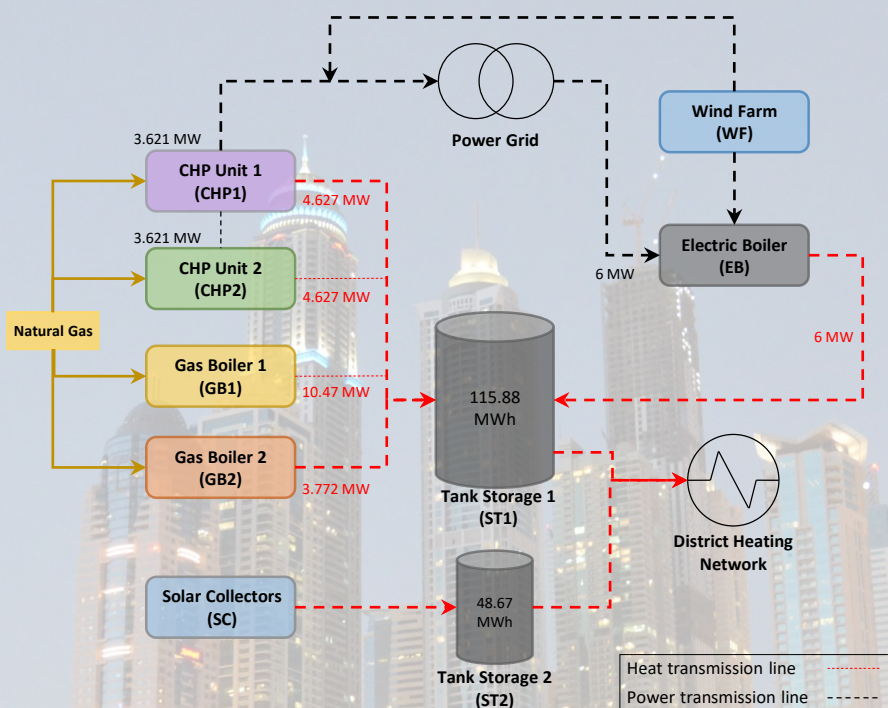 Power Grid
Wind Farm
(WF)
3.621 MW
CHP Unit 1
(CHP1)
4.627 MW
3.621 MW
CHP Unit 2
(CHP2)
4.627 MW
Electric Boiler
(EB)
6 MW
6 MW
Natural Gas
Gas Boiler 1
(GB1)
10.47 MW
115.88
MWh
Gas Boiler 2
(GB2)
3.772 MW
Tank Storage 1
(ST1)
District Heating
Network
Solar Collectors
(SC)
48.67
MWh
Tank Storage 2
(ST2)
Heat transmission line
Power transmission line